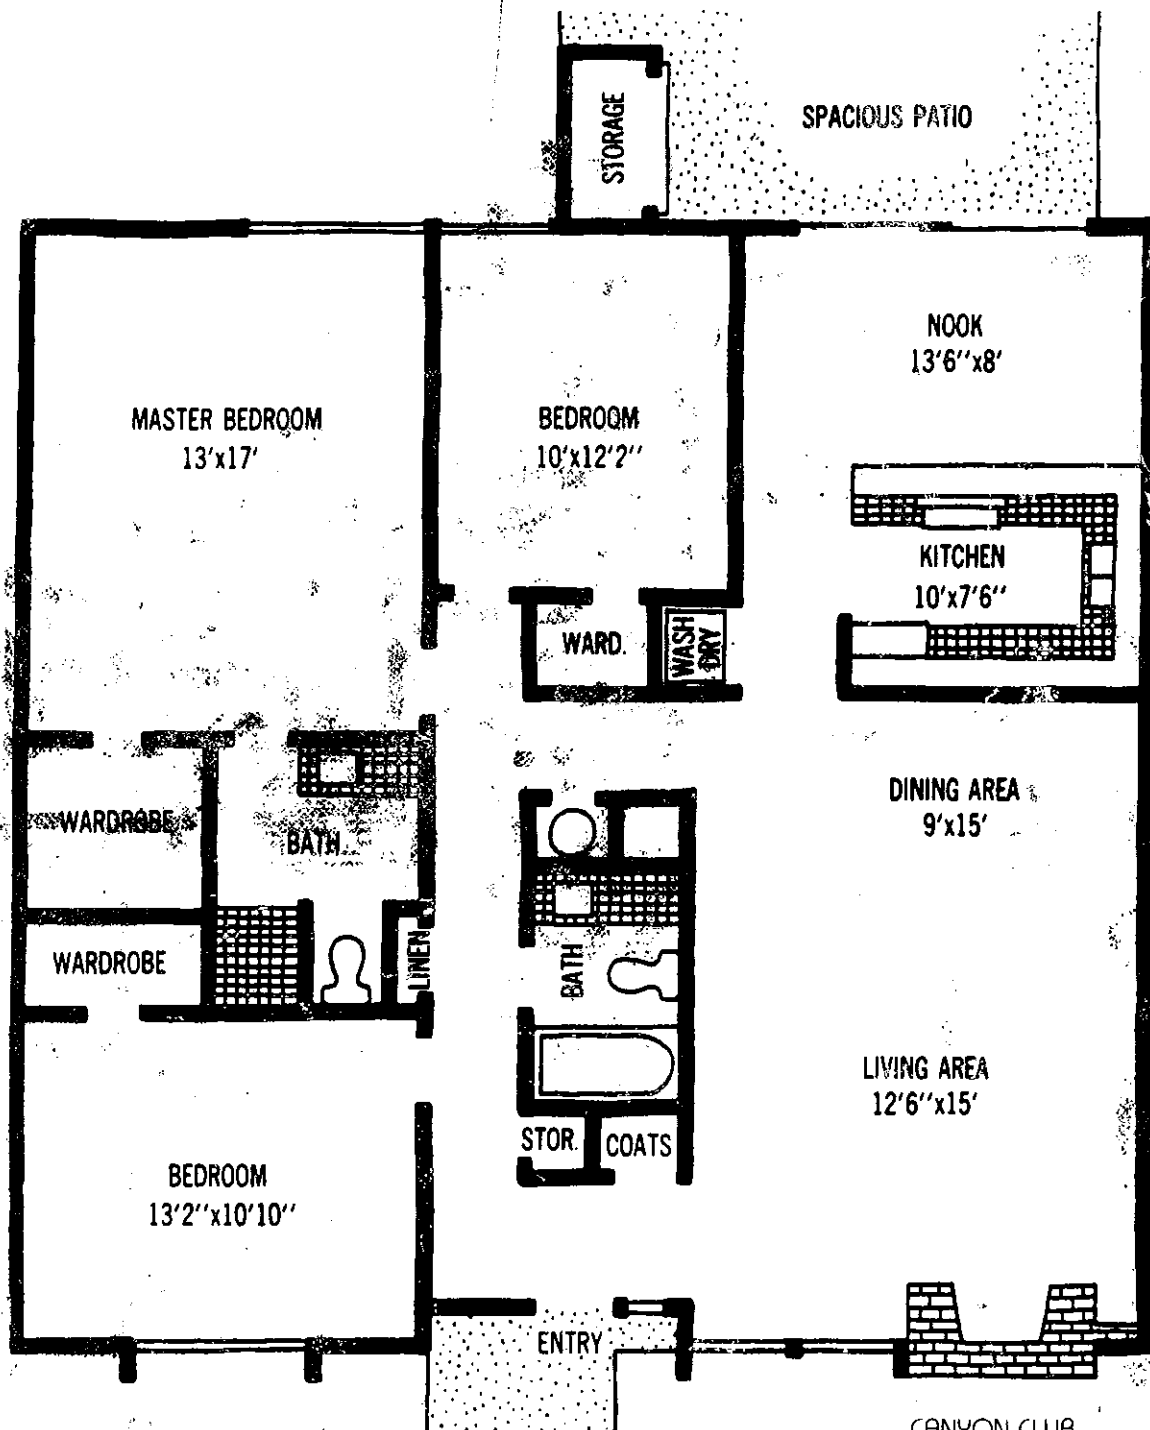 STORAGE
SPACIOUS PATIO
NOOK
13'6''x8'
MASTER BEDROOM
13'x17'
BEDROOM
10'x12'2''
KITCHEN
10'x7'6''
WARD.
WASH
DRY
DINING AREA
9'x15'
WARDROBE
BATH
WARDROBE
LINEN
BATH
LIVING AREA
12'6''x15'
STOR.
COATS
BEDROOM
13'2''x10'10''
ENTRY
CANYON CLUB